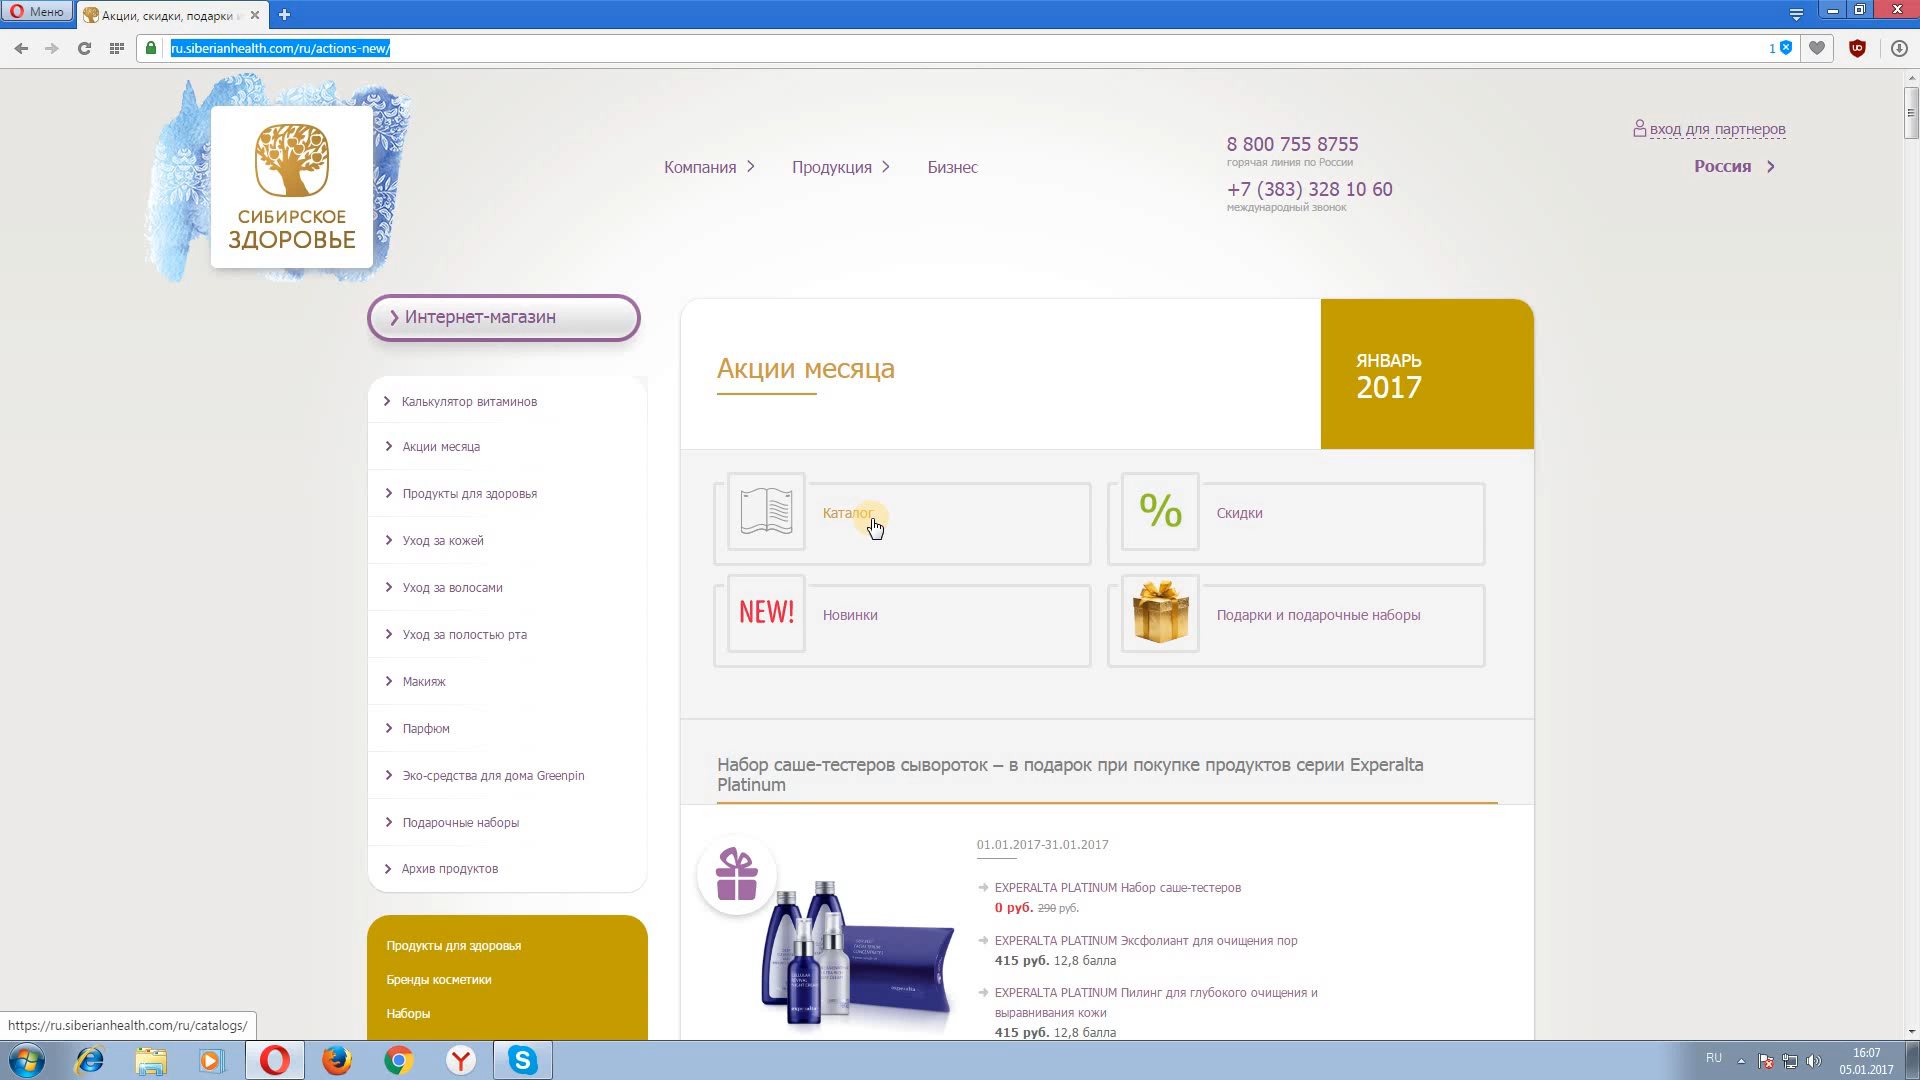 Меню
Акции, скидки, подарки и
ru.siberianhealth.com/ru/actions-new/
1
СИБИРСКОЕ
ЗДОРОВЬЕ
Компания
Продукция
Бизнес
8 800 755 8755
горячая линия по России
+7 (383) 328 10 60
международный звонок
вход для партнеров
Россия
Интернет-магазин
Калькулятор витаминов
Акции месяца
Продукты для здоровья
Уход за кожей
Уход за волосами
Уход за полостью рта
Макияж
Парфюм
Эко-средства для дома Greenpin
Подарочные наборы
Архив продуктов
Продукты для здоровья
Бренды косметики
Наборы
Акции месяца
ЯНВАРЬ
2017
Каталог
%
Скидки
NEW!
Новинки
Подарки и подарочные наборы
Набор саше-тестеров сывороток – в подарок при покупке продуктов серии Experalta
Platinum
01.01.2017-31.01.2017
EXPERALTA PLATINUM Набор саше-тестеров
0 руб. 290 руб.
EXPERALTA PLATINUM Эксфолиант для очищения пор
415 руб. 12,8 балла
EXPERALTA PLATINUM Пилинг для глубокого очищения и
выравнивания кожи
415 руб. 12,8 балла
experalta
experalta
https://ru.siberianhealth.com/ru/catalogs/
RU
16:07
05.01.2017